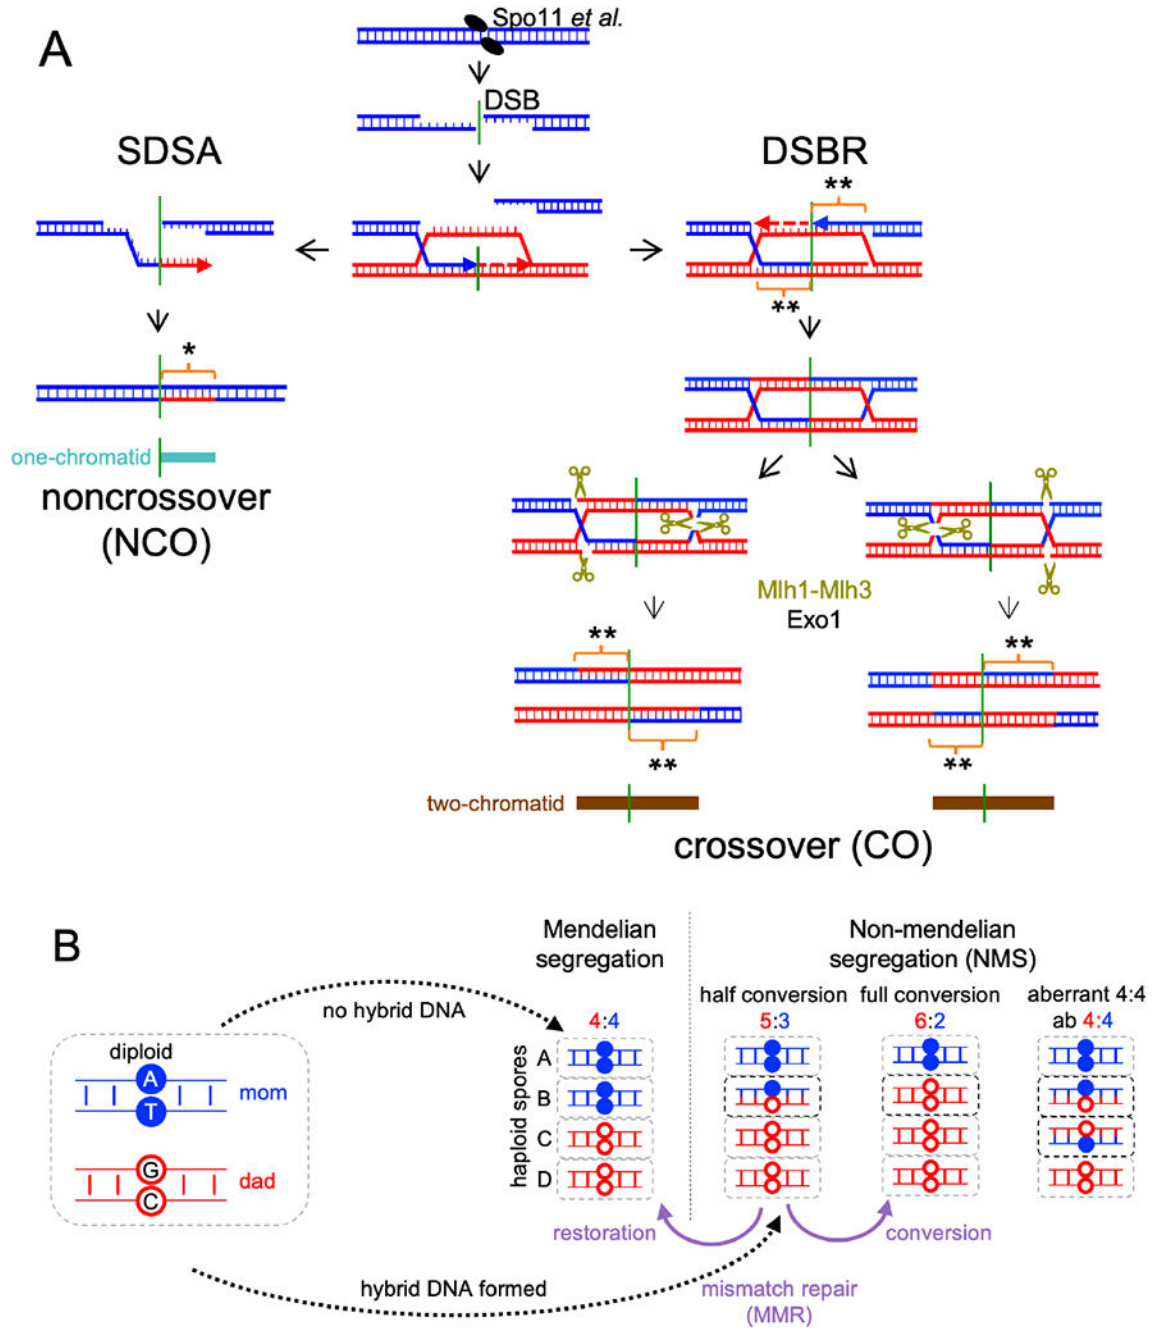 A
Spo11 et al.
DSB
SDSA
DSBR
**
**
*
one-chromatid
noncrossover
(NCO)
Mlh1-Mlh3
Exo1
**
**
**
**
two-chromatid
crossover (CO)
B
Mendelian
segregation
Non-mendelian
segregation (NMS)
no hybrid DNA
half conversion
full conversion
aberrant 4:4
4:4
5:3
6:2
ab 4:4
diploid
A
T
mom
G
C
dad
haploid spores
A
B
C
D
restoration
conversion
hybrid DNA formed
mismatch repair
(MMR)